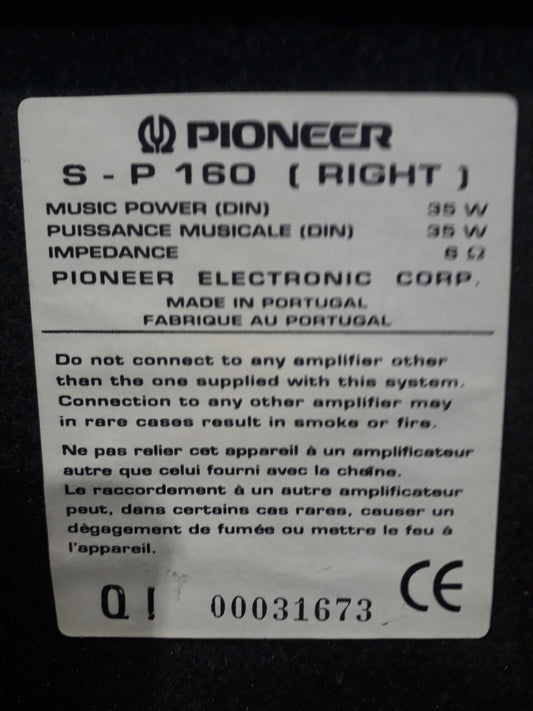 PIONEER
S - P 160 ( RIGHT )
MUSIC POWER (DIN) 35 W
PUISSANCE MUSICALE (DIN) 35 W
IMPEDANCE 6 Ω
PIONEER ELECTRONIC CORP.
MADE IN PORTUGAL
FABRIQUE AU PORTUGAL
Do not connect to any amplifier other
than the one supplied with this system.
Connection to any other amplifier may
in rare cases result in smoke or fire.
Ne pas relier cet appareil à un amplificateur
autre que celui fourni avec la chaîne.
Le raccordement à un autre amplificateur
peut, dans certains cas rares, causer un
dègagement de fumée ou mettre le feu à
l'appareil.
QI 00031673 CE